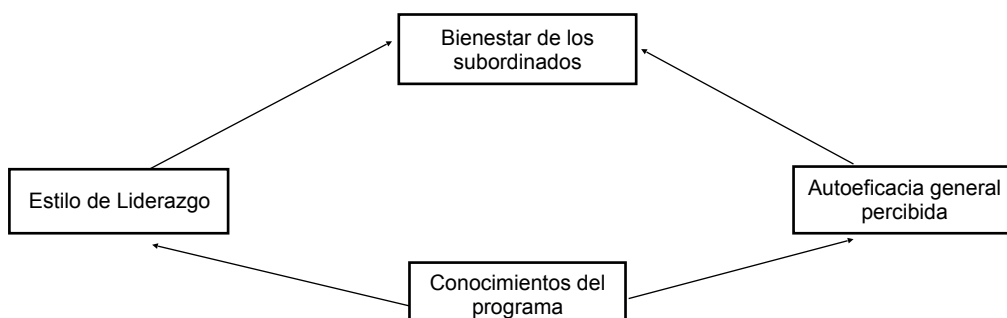 Bienestar de los
subordinados
Estilo de Liderazgo
Autoeficacia general
percibida
Conocimientos del
programa